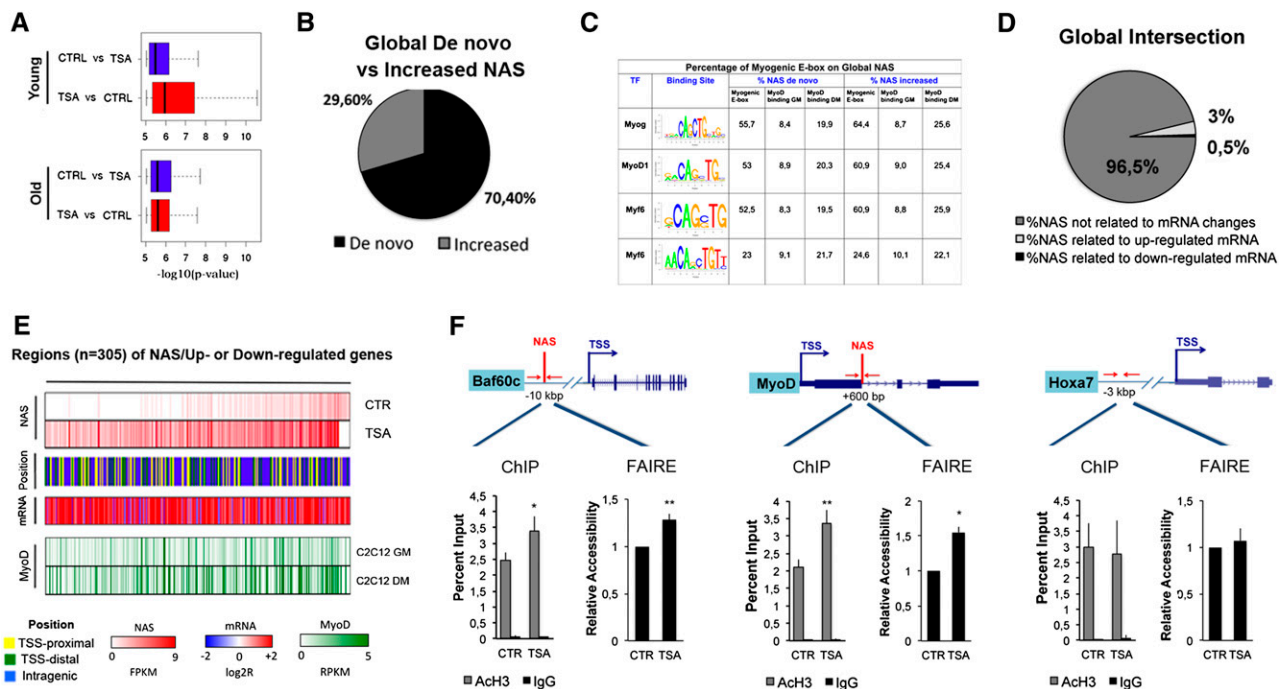 A
Young
CTRL vs TSA
TSA vs CTRL
5 6 7 8 9 10
Old
CTRL vs TSA
TSA vs CTRL
5 6 7 8 9 10
-log10(p-value)
B
Global De novo
vs Increased NAS
29,60%
70,40%
De novo
Increased
C
Percentage of Myogenic E-box on Global NAS
TF Binding Site % NAS de novo % NAS increased
Myogenic E-box MyoD binding GM MyoD binding DM Myogenic E-box MyoD binding GM MyoD binding DM
Myog 55,7 8,4 19,9 64,4 8,7 25,6
MyoD1 53 8,9 20,3 60,9 9,0 25,4
Myf6 52,5 8,3 19,5 60,9 8,8 25,9
Myf6 23 9,1 21,7 24,6 10,1 22,1
D
Global Intersection
3%
0,5%
96,5%
%NAS not related to mRNA changes
%NAS related to up-regulated mRNA
%NAS related to down-regulated mRNA
E
Regions (n=305) of NAS/Up- or Down-regulated genes
NAS
CTR
TSA
Position
mRNA
MyoD
C2C12 GM
C2C12 DM
Position
TSS-proximal
TSS-distal
Intragenic
NAS
0 9
FPKM
mRNA
-2 0 +2
log2R
MyoD
0 5
RPKM
F
NAS
TSS
Baf60c
-10 kbp
ChIP
FAIRE
Percent Input
4,5
4
3,5
3
2,5
2
1,5
1
0,5
0
*
CTR TSA
Relative Accessibility
1,5
1
0,5
0
**
CTR TSA
AcH3
IgG
TSS
NAS
MyoD
+600 bp
ChIP
FAIRE
Percent Input
4
3,5
3
2,5
2
1,5
1
0,5
0
**
CTR TSA
Relative Accessibility
2
1,5
1
0,5
0
*
CTR TSA
AcH3
IgG
TSS
Hoxa7
-3 kbp
ChIP
FAIRE
Percent Input
4,5
4
3,5
3
2,5
2
1,5
1
0,5
0
CTR TSA
Relative Accessibility
1,5
1
0,5
0
CTR TSA
AcH3
IgG